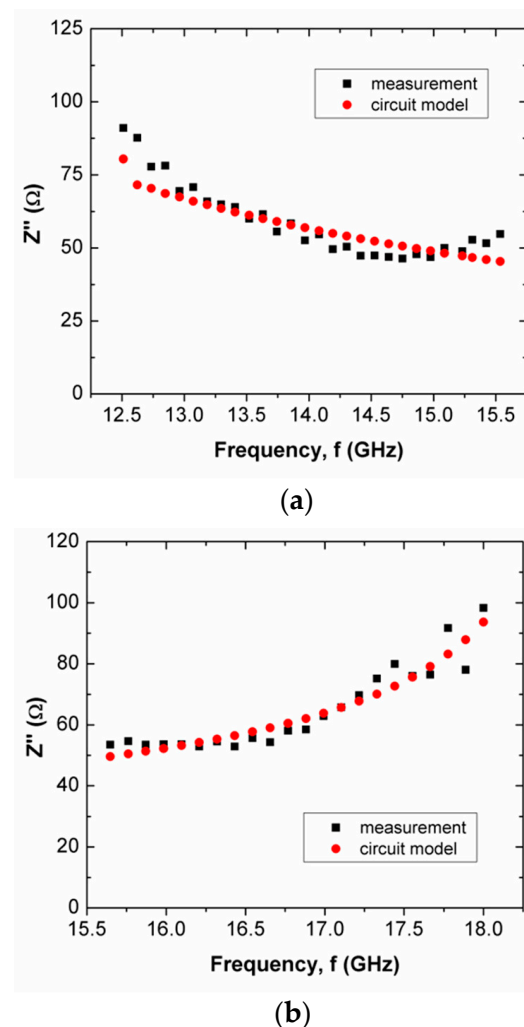 125
100
75
50
25
0
measurement
circuit model
Z'' (Ω)
12.5 13.0 13.5 14.0 14.5 15.0 15.5
Frequency, f (GHz)
(a)
120
100
80
60
40
20
0
Z'' (Ω)
measurement
circuit model
15.5 16.0 16.5 17.0 17.5 18.0
Frequency, f (GHz)
(b)